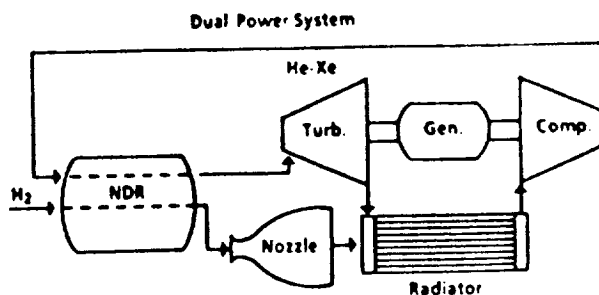 Dual Power System
He-Xe
Turb.
Gen.
Comp.
H₂
NDR
Nozzle
Radiator